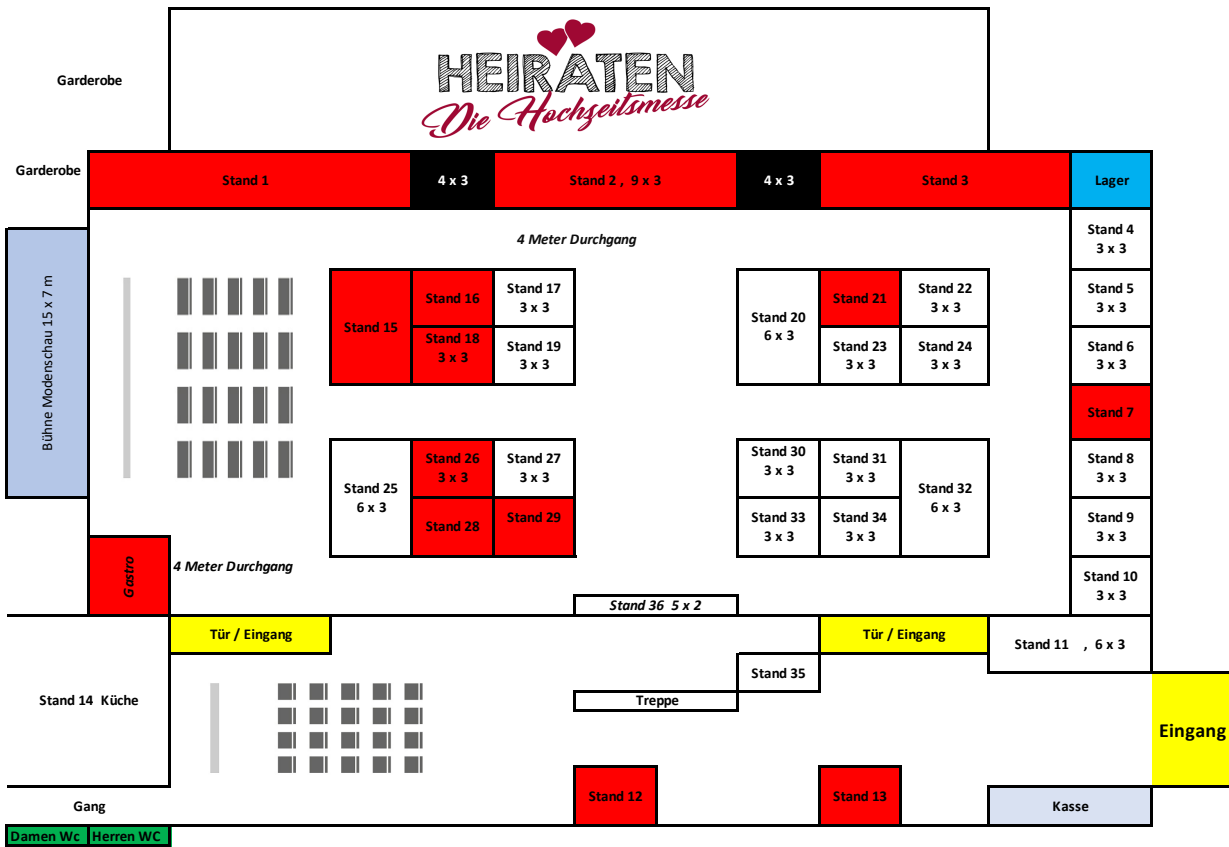 HEIRATEN
Die Hochzeitsmesse
Garderobe
Garderobe
Stand 1
4 x 3
Stand 2 , 9 x 3
4 x 3
Stand 3
Lager
4 Meter Durchgang
Stand 4
3 x 3
Bühne Modenschau 15 x 7 m
Stand 15
Stand 16
Stand 17
3 x 3
Stand 18
3 x 3
Stand 19
3 x 3
Stand 20
6 x 3
Stand 21
Stand 22
3 x 3
Stand 23
3 x 3
Stand 24
3 x 3
Stand 5
3 x 3
Stand 6
3 x 3
Stand 7
Stand 25
6 x 3
Stand 26
3 x 3
Stand 27
3 x 3
Stand 28
Stand 29
Stand 30
3 x 3
Stand 31
3 x 3
Stand 32
6 x 3
Stand 33
3 x 3
Stand 34
3 x 3
Stand 8
3 x 3
Stand 9
3 x 3
Stand 10
3 x 3
Gastro
4 Meter Durchgang
Stand 36 5 x 2
Tür / Eingang
Tür / Eingang
Stand 11 , 6 x 3
Stand 14 Küche
Stand 35
Treppe
Eingang
Stand 12
Stand 13
Kasse
Gang
Damen Wc
Herren WC